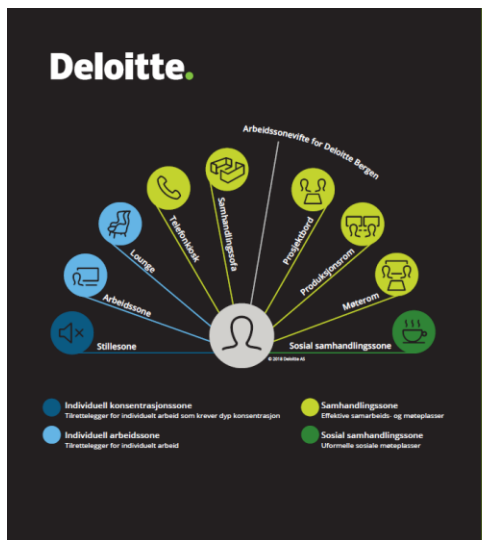 Deloitte.
Arbeidssonevifte for Deloitte Bergen
Telefonkiosk
Samhandlingssofa
Prosjektbord
Lounge
Produksjonsrom
Arbeidssone
Møterom
Stillesone
Sosial samhandlingssone
© 2018 Deloitte AS
Individuell konsentrasjonssone
Tilrettelegger for individuelt arbeid som krever dyp konsentrasjon
Samhandlingssone
Effektive samarbeids- og møteplasser
Individuell arbeidssone
Tilrettelegger for individuelt arbeid
Sosial samhandlingssone
Uformelle sosiale møteplasser